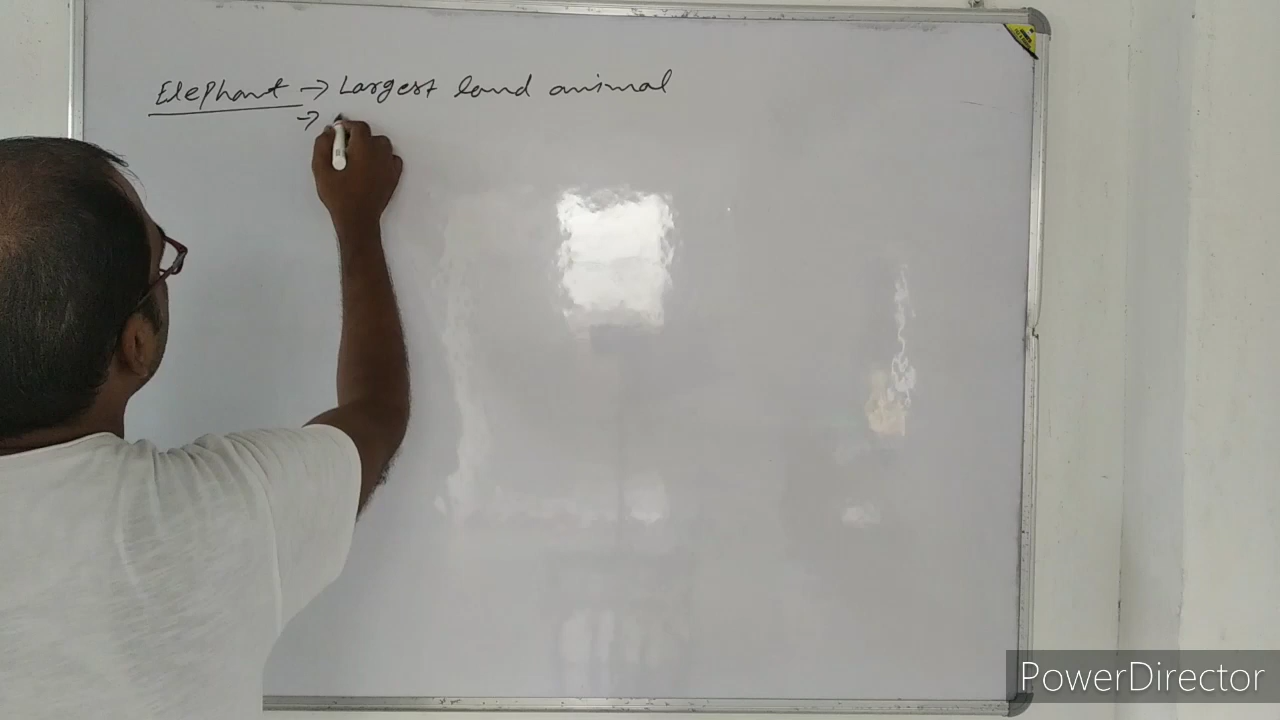 Elephant → Largest land animal
→
PowerDirector